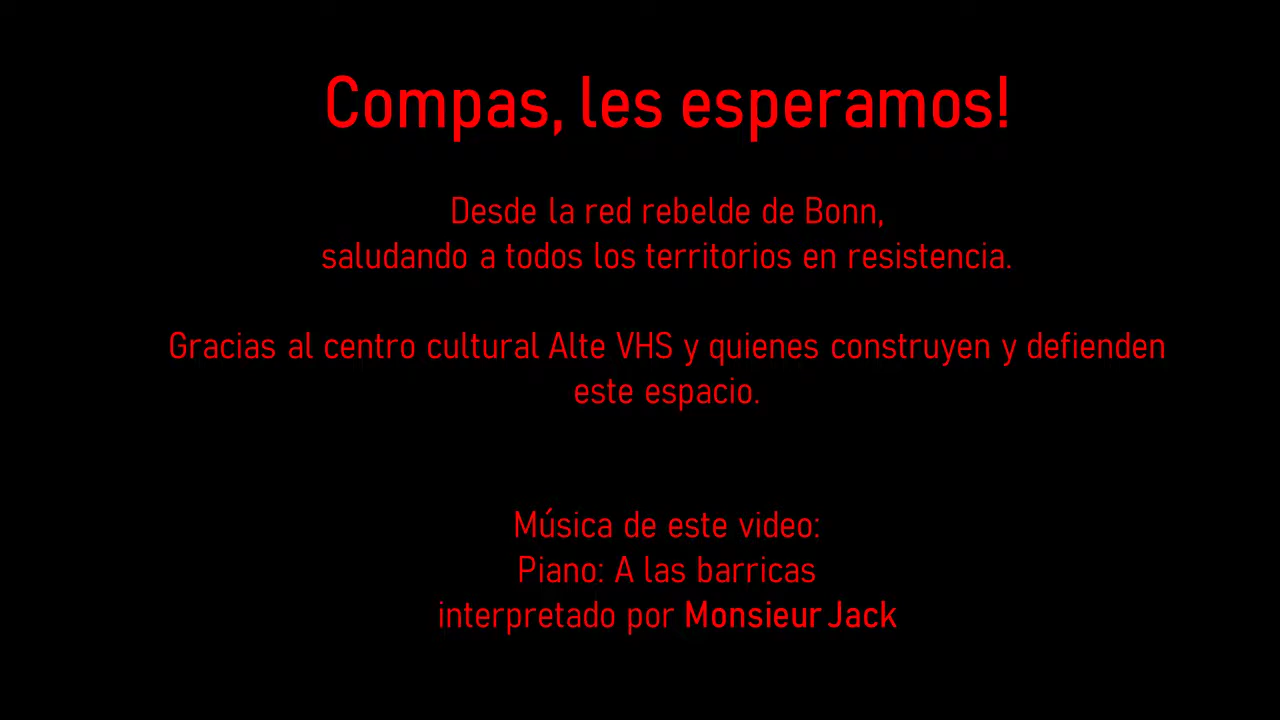 Compas, les esperamos!
Desde la red rebelde de Bonn,
saludando a todos los territorios en resistencia.
Gracias al centro cultural Alte VHS y quienes construyen y defienden
este espacio.
Música de este video:
Piano: A las barricas
interpretado por Monsieur Jack